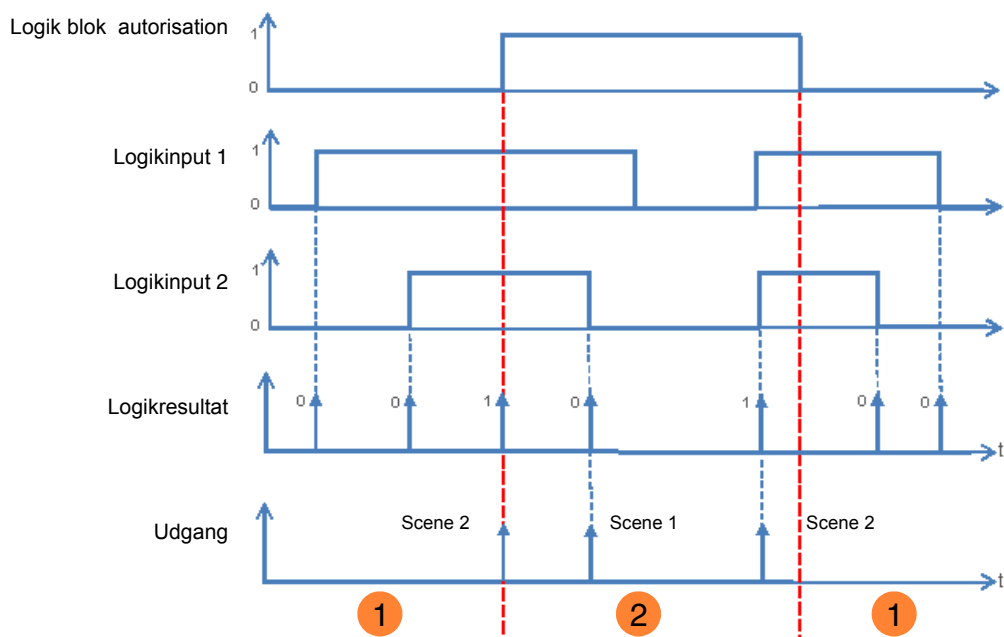 Logik blok autorisation
1
0
Logikinput 1
1
0
Logikinput 2
1
0
Logikresultat
0 0 1 0 1 0 0
t
Udgang
Scene 2 Scene 1 Scene 2
t
1 2 1